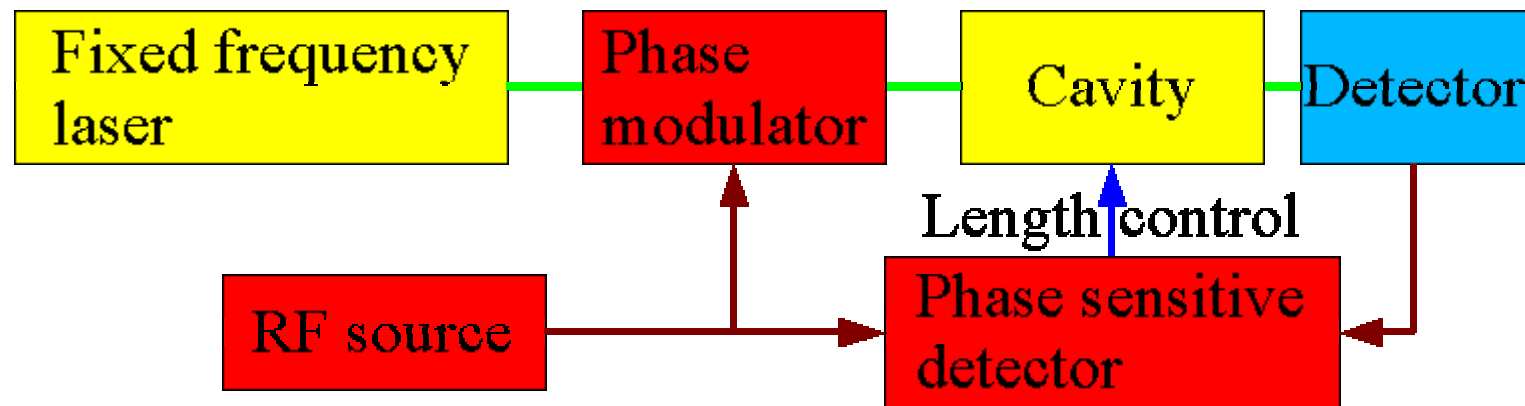 Fixed frequency
laser
Phase
modulator
Cavity
Detector
Length control
RF source
Phase sensitive
detector